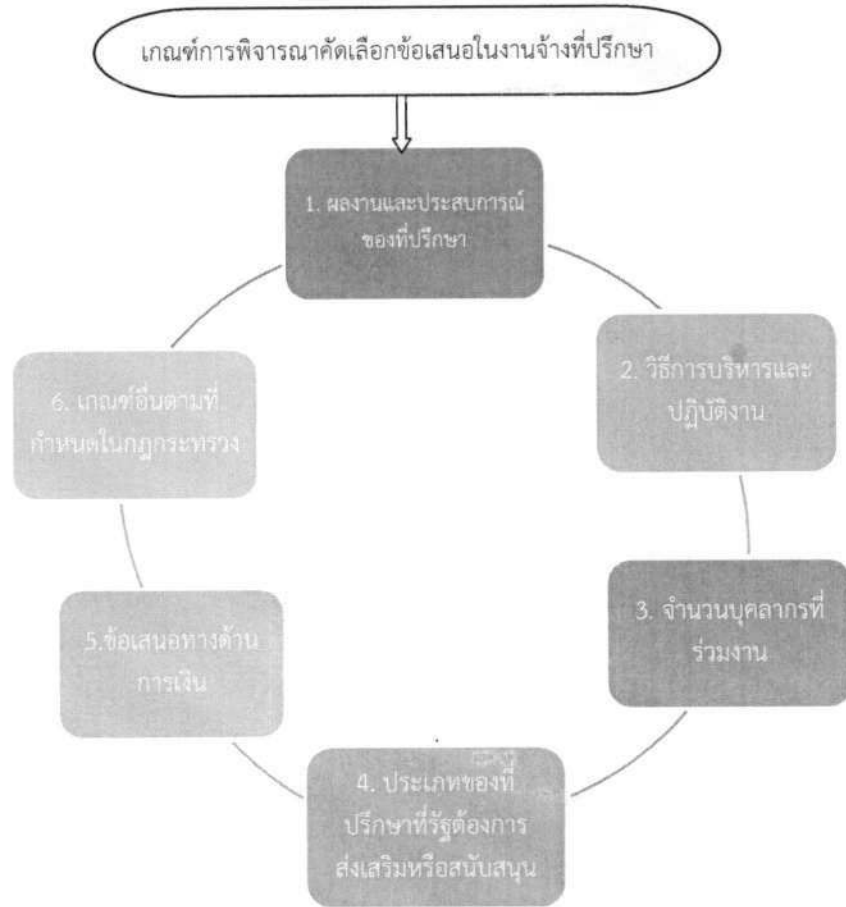 เกณฑ์การพิจารณาคัดเลือกข้อเสนอในงานจ้างที่ปรึกษา
1. ผลงานและประสบการณ์
ของที่ปรึกษา
2. วิธีการบริหารและ
ปฏิบัติงาน
3. จำนวนบุคลากรที่
ร่วมงาน
4. ประเภทของที่
ปรึกษาที่รัฐต้องการ
ส่งเสริมหรือสนับสนุน
5.ข้อเสนอทางด้าน
การเงิน
6. เกณฑ์อื่นตามที่
กำหนดในกฎกระทรวง